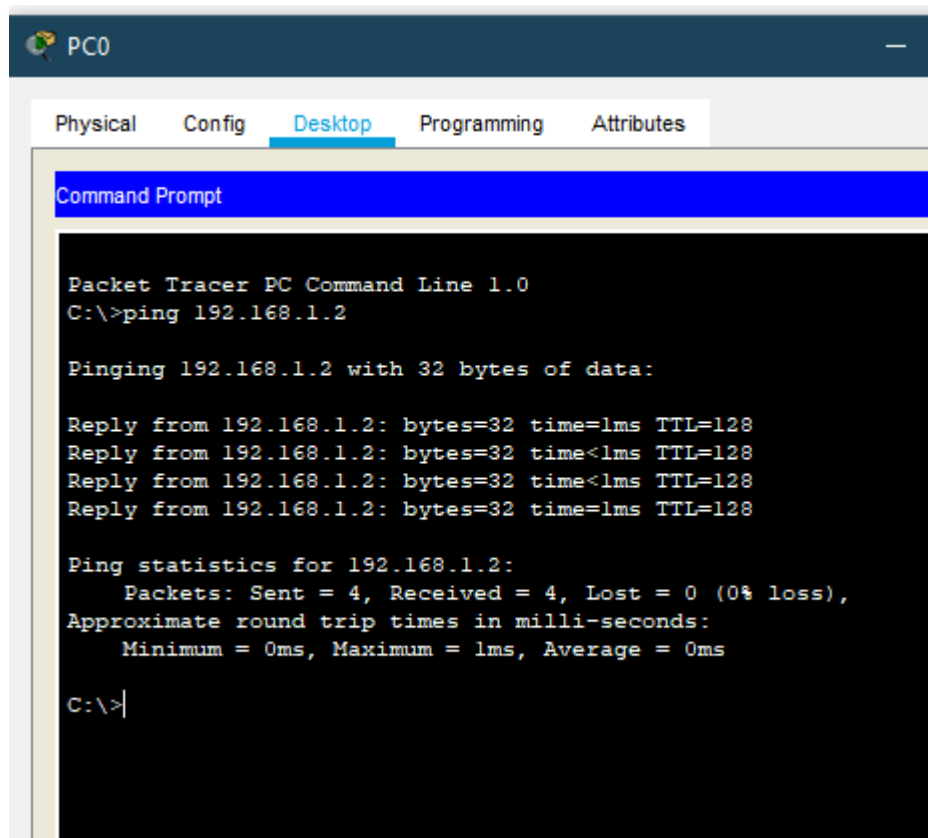 PC0
Physical Config Desktop Programming Attributes
Command Prompt
Packet Tracer PC Command Line 1.0
C:\>ping 192.168.1.2
Pinging 192.168.1.2 with 32 bytes of data:
Reply from 192.168.1.2: bytes=32 time=1ms TTL=128
Reply from 192.168.1.2: bytes=32 time<1ms TTL=128
Reply from 192.168.1.2: bytes=32 time<1ms TTL=128
Reply from 192.168.1.2: bytes=32 time=1ms TTL=128
Ping statistics for 192.168.1.2:
Packets: Sent = 4, Received = 4, Lost = 0 (0% loss),
Approximate round trip times in milli-seconds:
Minimum = 0ms, Maximum = 1ms, Average = 0ms
C:\>